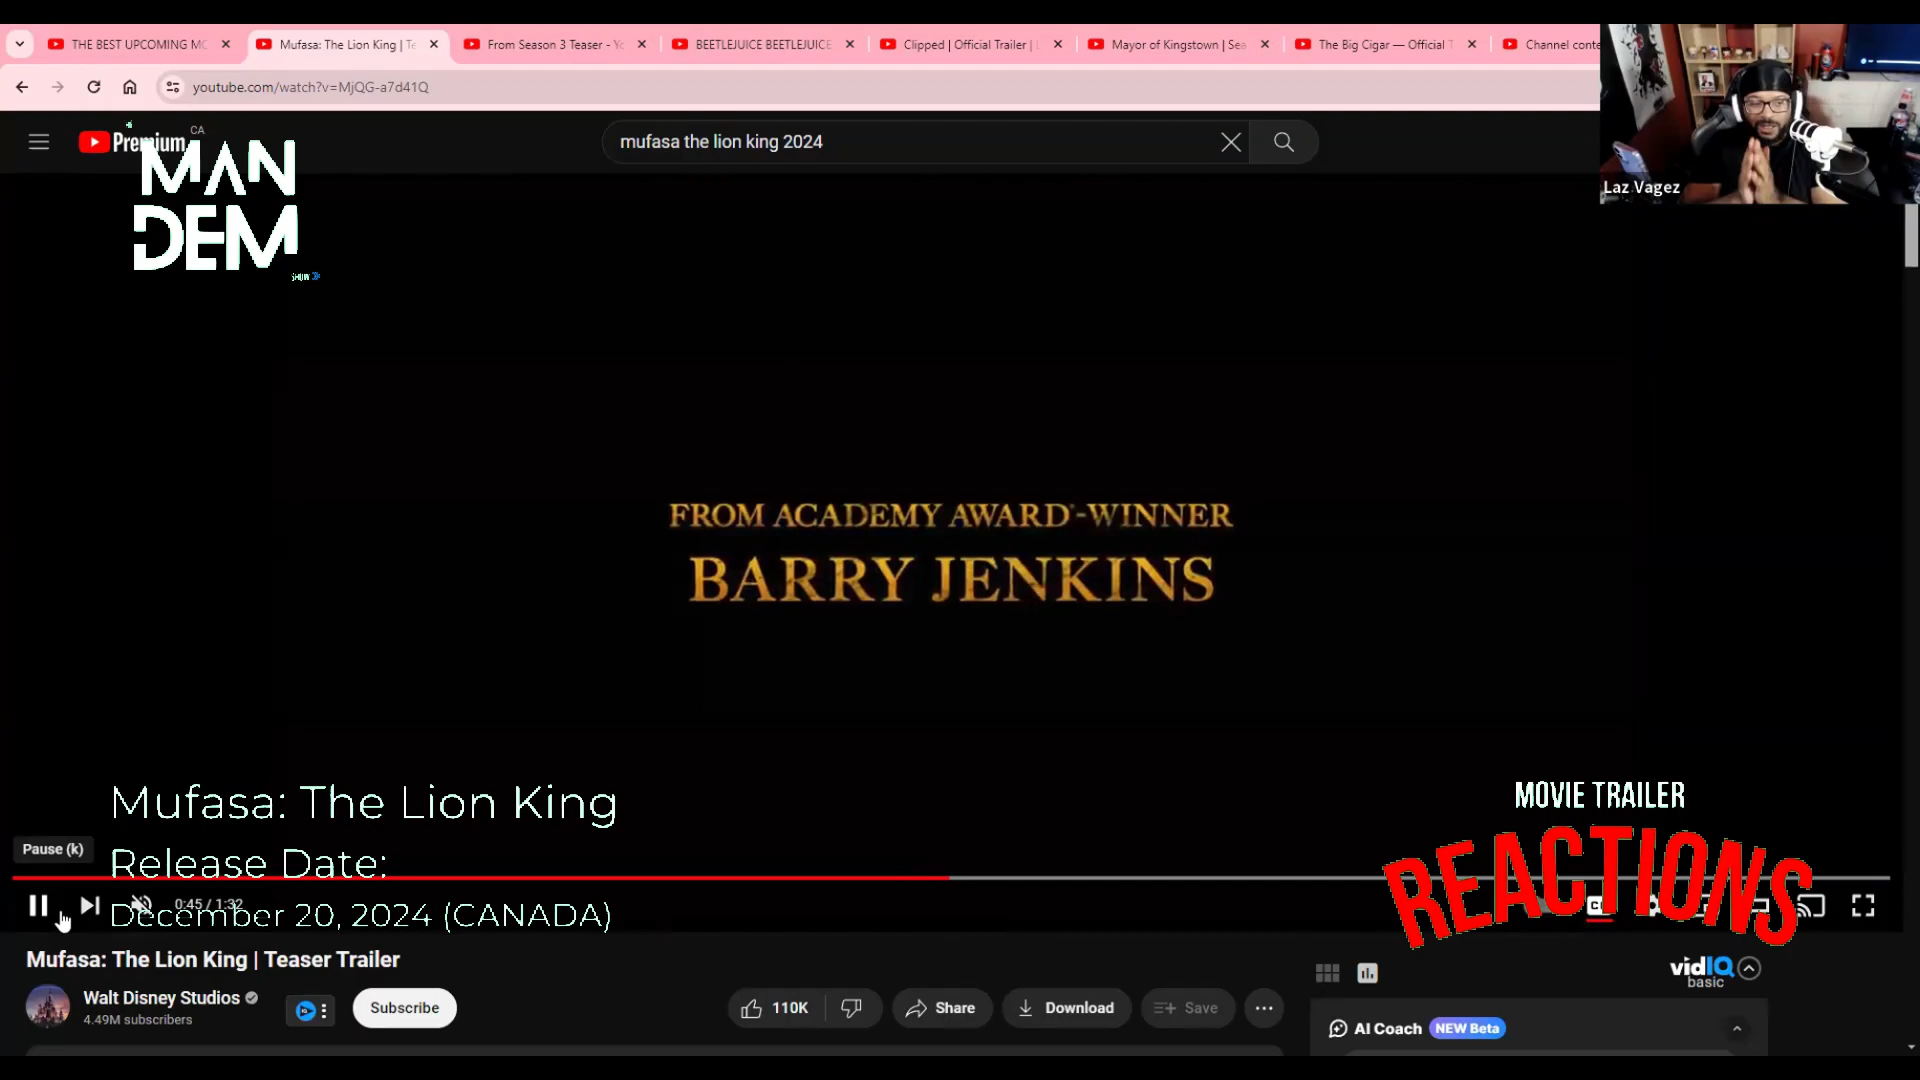 THE BEST UPCOMING MC
Mufasa: The Lion King | Te
From Season 3 Teaser - Yo
BEETLEJUICE BEETLEJUICE
Clipped | Official Trailer |
Mayor of Kingstown | Sea
The Big Cigar — Official T
Channel conte
youtube.com/watch?v=MjQG-a7d41Q
Premium
CA
mufasa the lion king 2024
Laz Vagez
MAN
DEM
SHOW
FROM ACADEMY AWARD®-WINNER
BARRY JENKINS
Mufasa: The Lion King
Release Date:
December 20, 2024 (CANADA)
MOVIE TRAILER
REACTIONS
Pause (k)
0:45 / 1:32
Mufasa: The Lion King | Teaser Trailer
Walt Disney Studios
4.49M subscribers
Subscribe
110K
Share
Download
Save
vidIQ
basic
AI Coach
NEW Beta